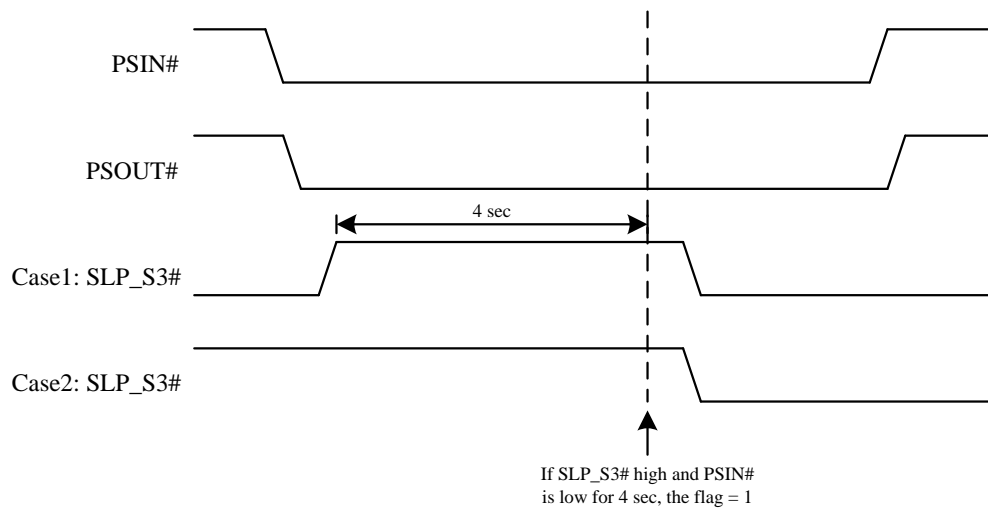 PSIN#
PSOUT#
4 sec
Case1: SLP_S3#
Case2: SLP_S3#
If SLP_S3# high and PSIN#
is low for 4 sec, the flag = 1